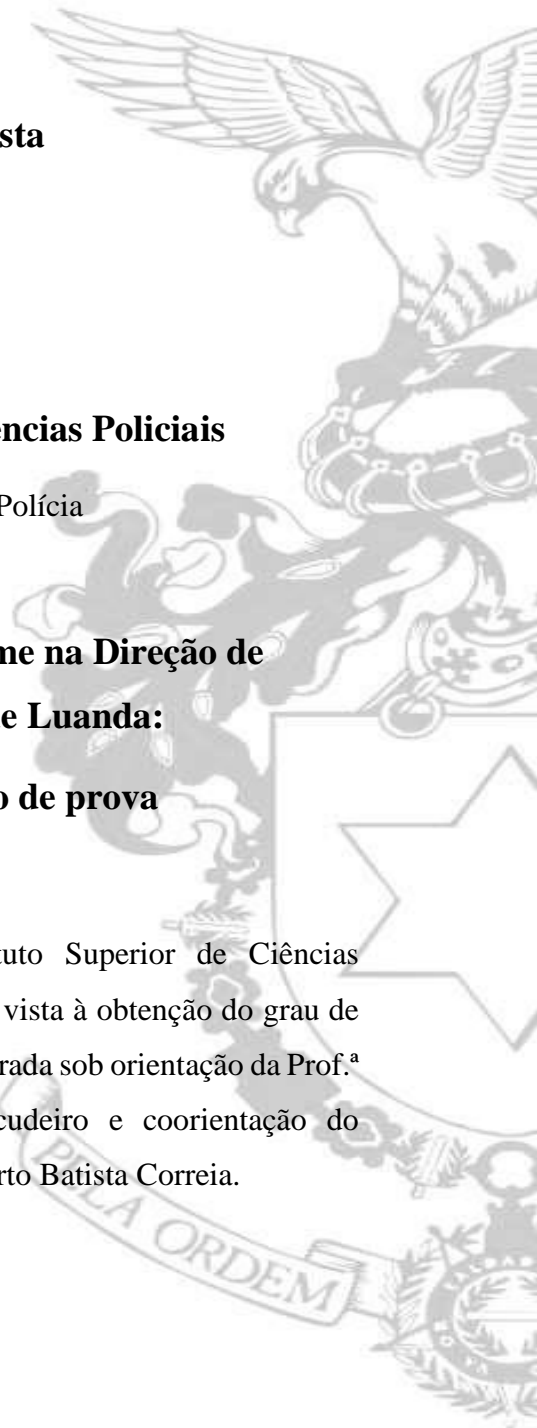 sta
ncias Policiais
Polícia
me na Direção de
e Luanda:
o de prova
tuto Superior de Ciências
vista à obtenção do grau de
rada sob orientação da Prof.ª
cudeiro e coorientação do
rto Batista Correia.
PELA ORDEM